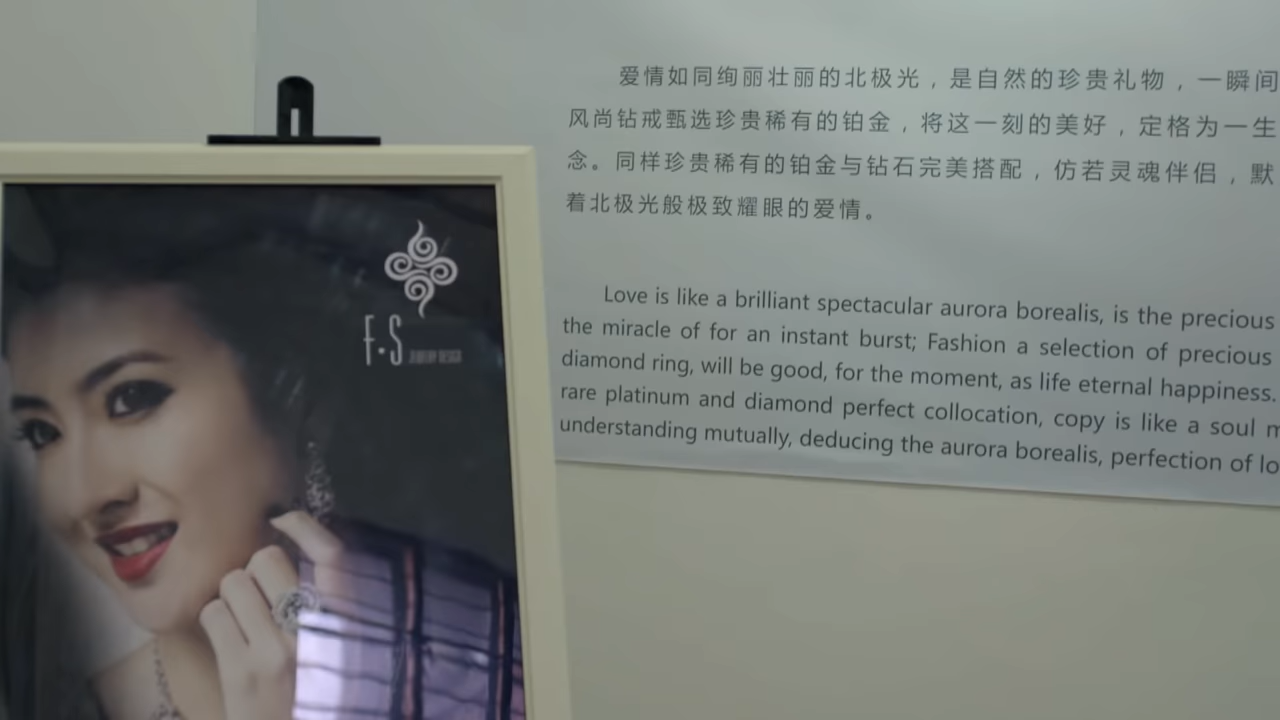 F·S
JEWELRY DESIGN
爱情如同绚丽壮丽的北极光，是自然的珍贵礼物，一瞬间
风尚钻戒甄选珍贵稀有的铂金，将这一刻的美好，定格为一生
念。同样珍贵稀有的铂金与钻石完美搭配，仿若灵魂伴侣，默
着北极光般极致耀眼的爱情。
Love is like a brilliant spectacular aurora borealis, is the precious
the miracle of for an instant burst; Fashion a selection of precious
diamond ring, will be good, for the moment, as life eternal happiness.
rare platinum and diamond perfect collocation, copy is like a soul m
understanding mutually, deducing the aurora borealis, perfection of lo